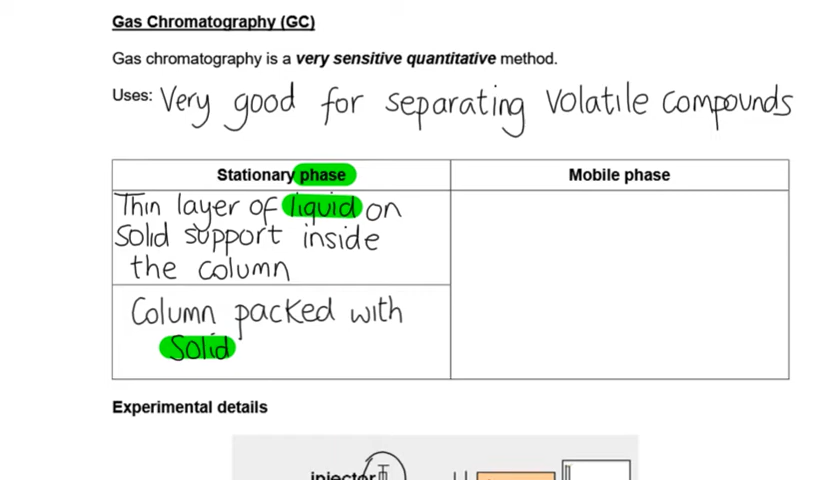 Gas Chromatography (GC)
Gas chromatography is a very sensitive quantitative method.
Uses: Very good for separating volatile compounds
Stationary phase
Mobile phase
Thin layer of liquid on
solid support inside
the column
Column packed with
solid
Experimental details
injector